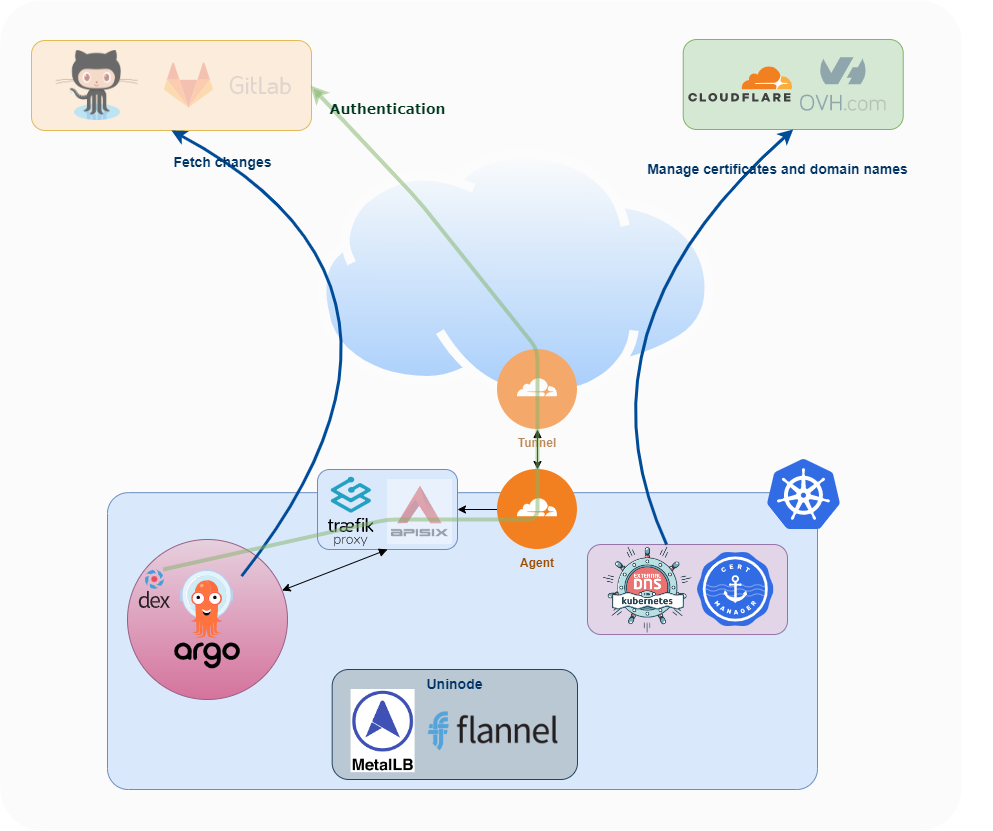 GitLab
CLOUDFLARE
OVH.com
Authentication
Fetch changes
Manage certificates and domain names
Tunnel
træfik
proxy
APISIX
Agent
dex
argo
EXTERNAL
DNS
kubernetes
CERT
MANAGER
Uninode
MetalLB
flannel